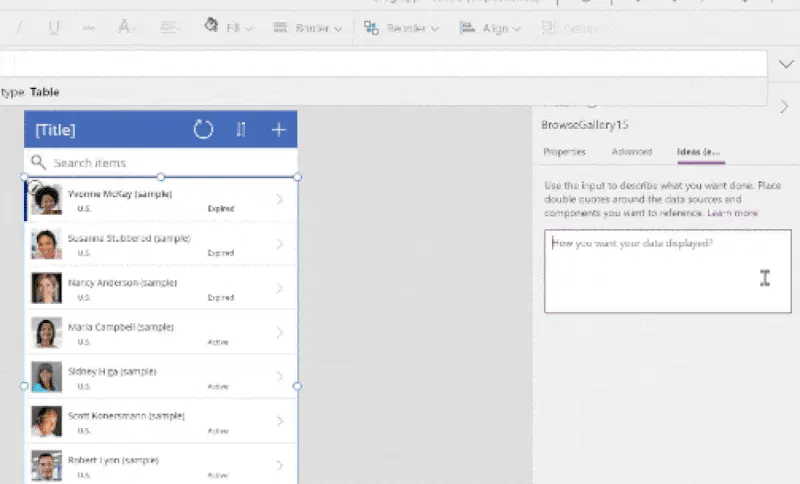 Fill
Border
Reorder
Align
type: Table
BrowseGallery15
Properties
Advanced
Ideas (e...
Use the input to describe what you want done. Place
double quotes around the data sources and
components you want to reference. Learn more
How you want your data displayed?
[Title]
Search items
Yvonne McKay (sample)
U.S.
Expired
Susanna Stubberod (sample)
U.S.
Expired
Nancy Anderson (sample)
U.S.
Expired
Maria Campbell (sample)
U.S.
Active
Sidney Higa (sample)
U.S.
Active
Scott Konersmann (sample)
U.S.
Active
Robert Lyon (sample)
U.S.
Active